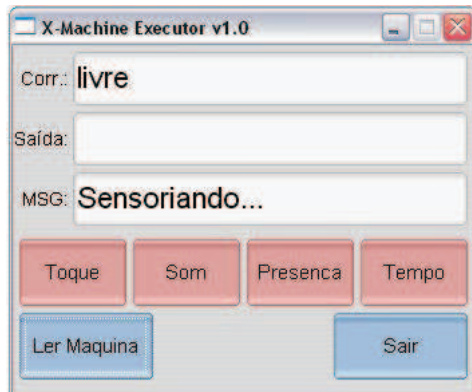 X-Machine Executor v1.0
Corr.: livre
Saída:
MSG: Sensoriando...
Toque Som Presenca Tempo
Ler Maquina Sair